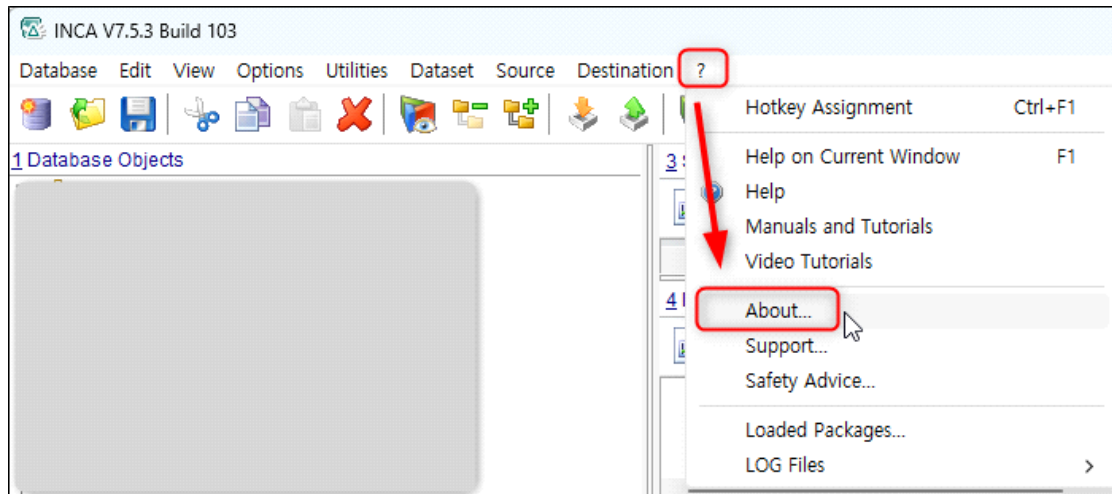 INCA V7.5.3 Build 103
Database Edit View Options Utilities Dataset Source Destination ?
1 Database Objects
3
4
Hotkey Assignment Ctrl+F1
Help on Current Window F1
Help
Manuals and Tutorials
Video Tutorials
About...
Support...
Safety Advice...
Loaded Packages...
LOG Files